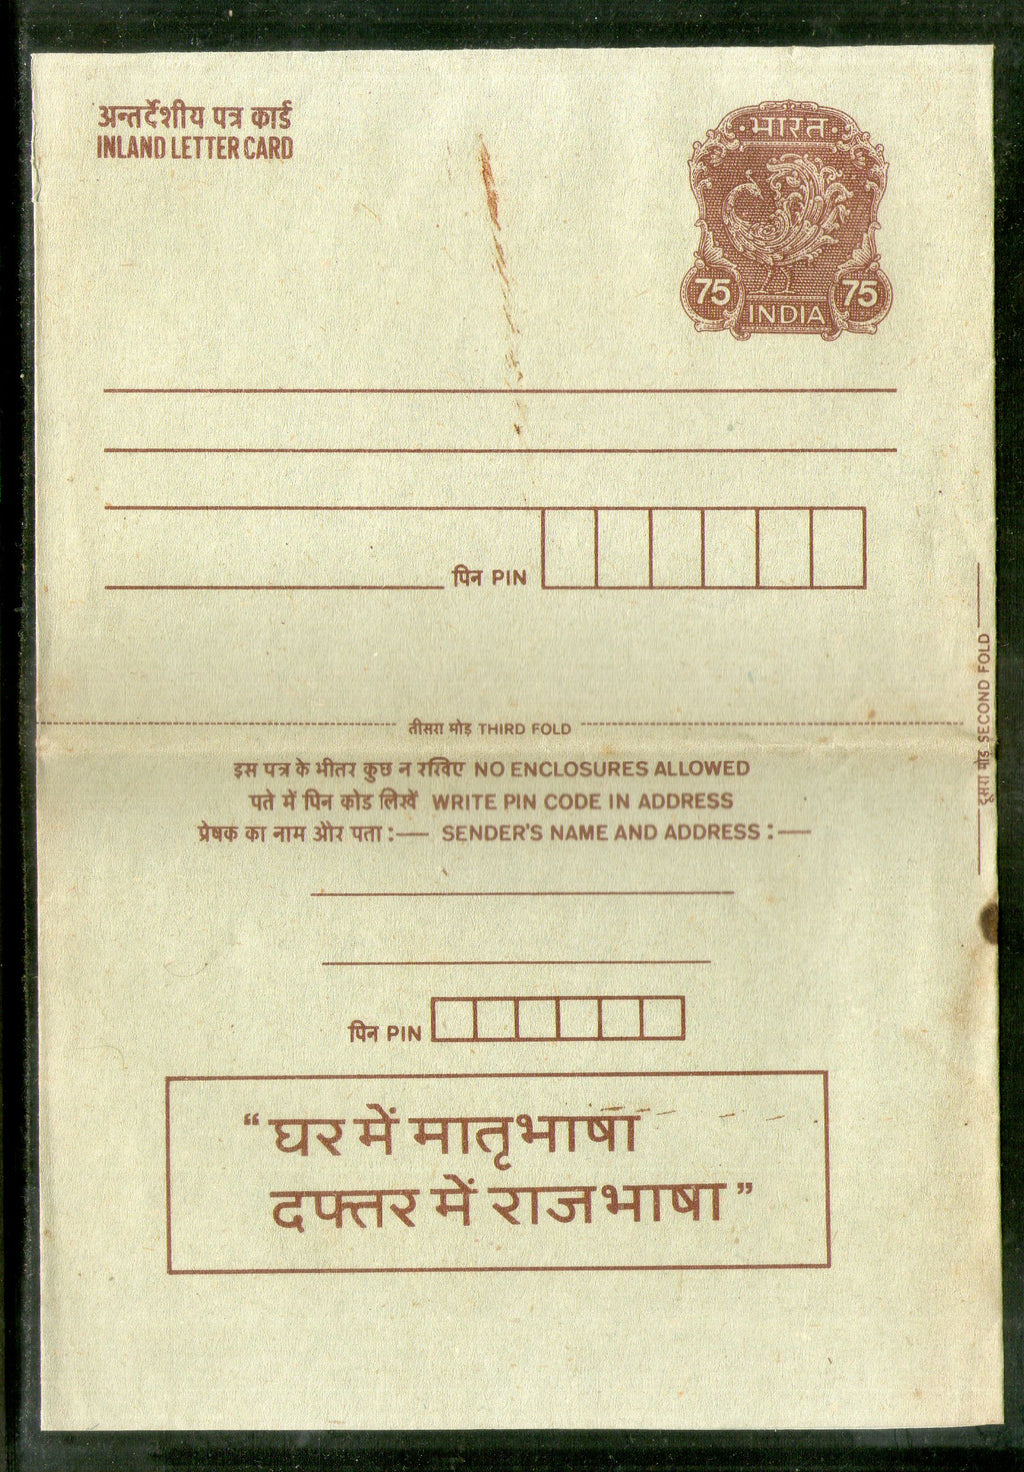 अन्तर्देशीय पत्र कार्ड
INLAND LETTER CARD
भारत
75 75
INDIA
पिन PIN
दूसरा मोड़ SECOND FOLD
तीसरा मोड़ THIRD FOLD
इस पत्र के भीतर कुछ न रखिए NO ENCLOSURES ALLOWED
पते में पिन कोड लिखें WRITE PIN CODE IN ADDRESS
प्रेषक का नाम और पता :— SENDER'S NAME AND ADDRESS :—
पिन PIN
“ घर में मातृभाषा
दफ्तर में राजभाषा ”